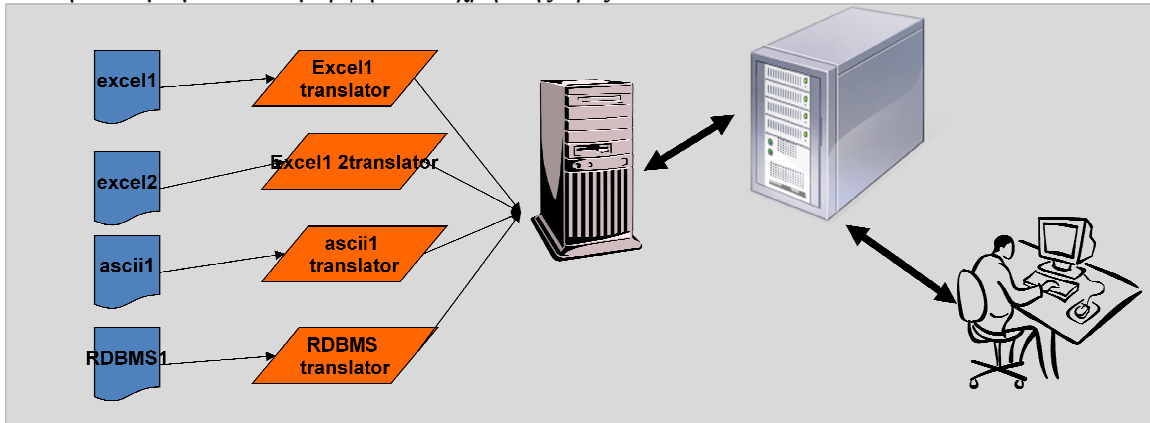 excel1
Excel1
translator
excel2
Excel1 2translator
ascii1
ascii1
translator
RDBMS1
RDBMS
translator